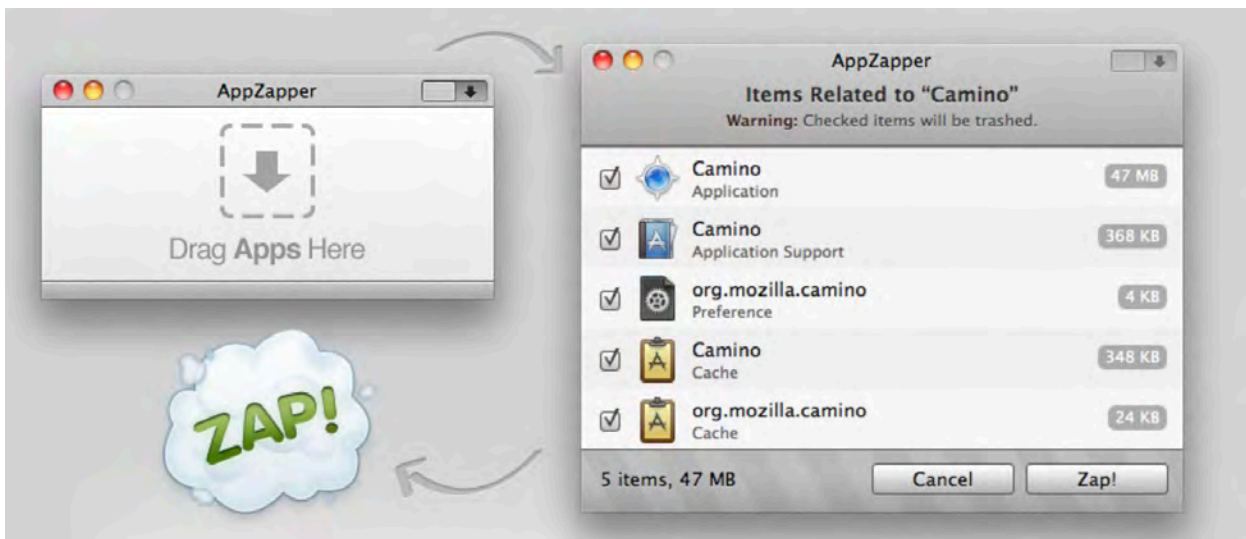 AppZapper
Drag Apps Here
AppZapper
Items Related to “Camino”
Warning: Checked items will be trashed.
Camino
Application
47 MB
Camino
Application Support
368 KB
org.mozilla.camino
Preference
4 KB
Camino
Cache
348 KB
org.mozilla.camino
Cache
24 KB
5 items, 47 MB
Cancel
Zap!
ZAP!